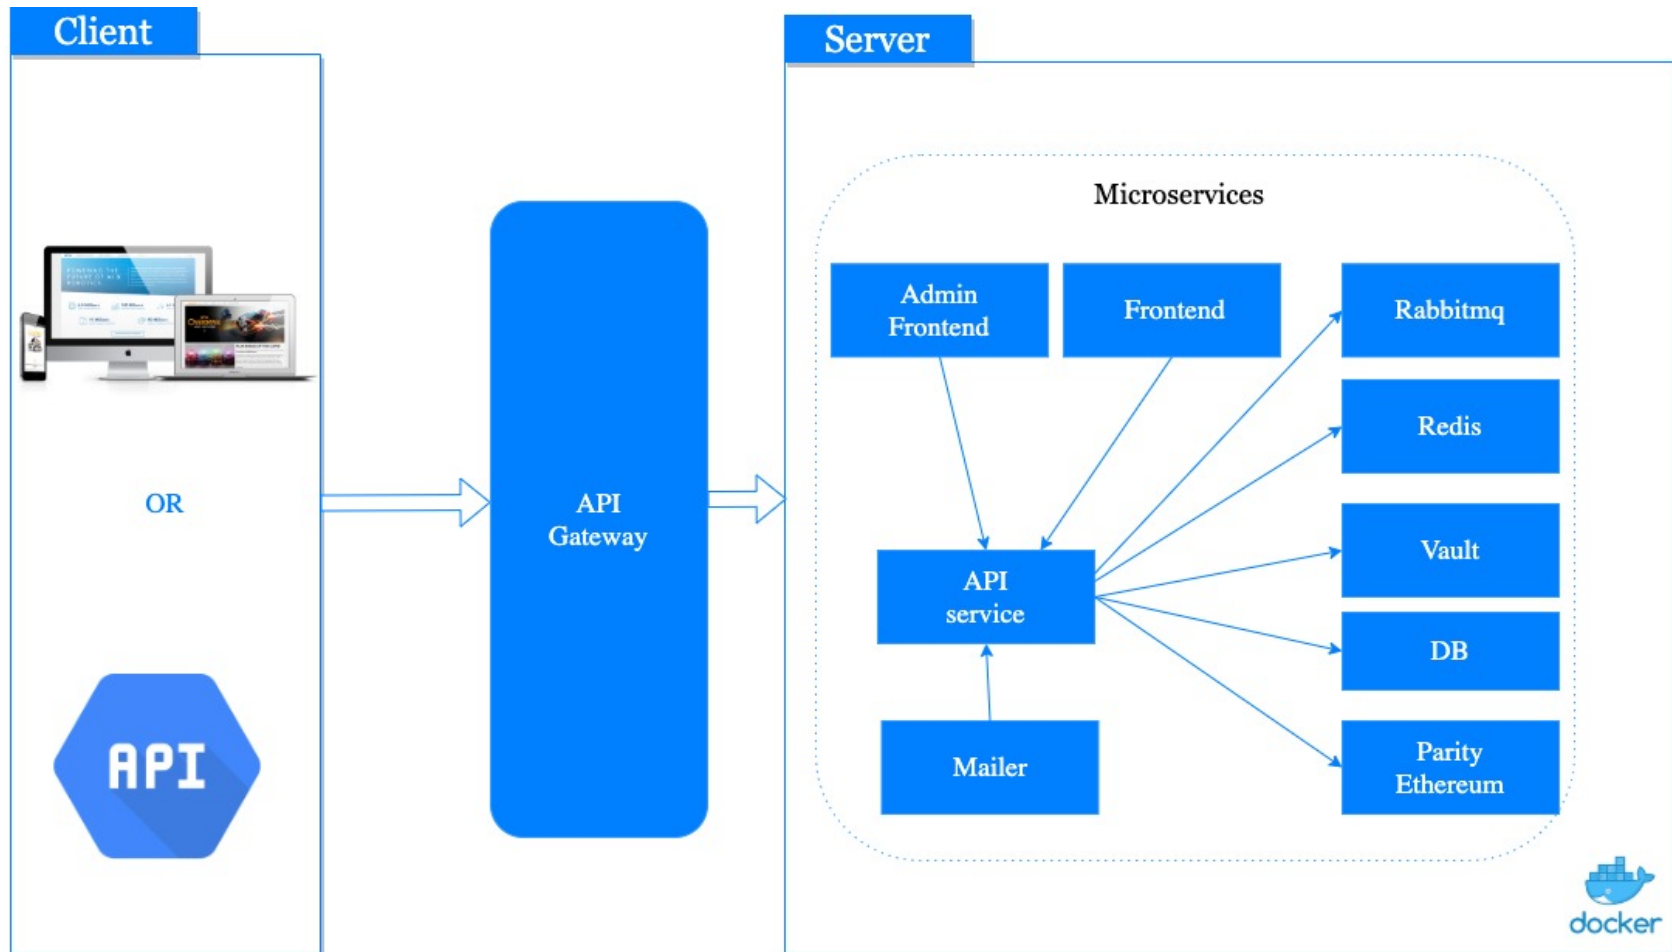 Client
Server
Microservices
Admin
Frontend
Frontend
Rabbitmq
Redis
OR
API
Gateway
Vault
API
service
DB
API
Mailer
Parity
Ethereum
docker